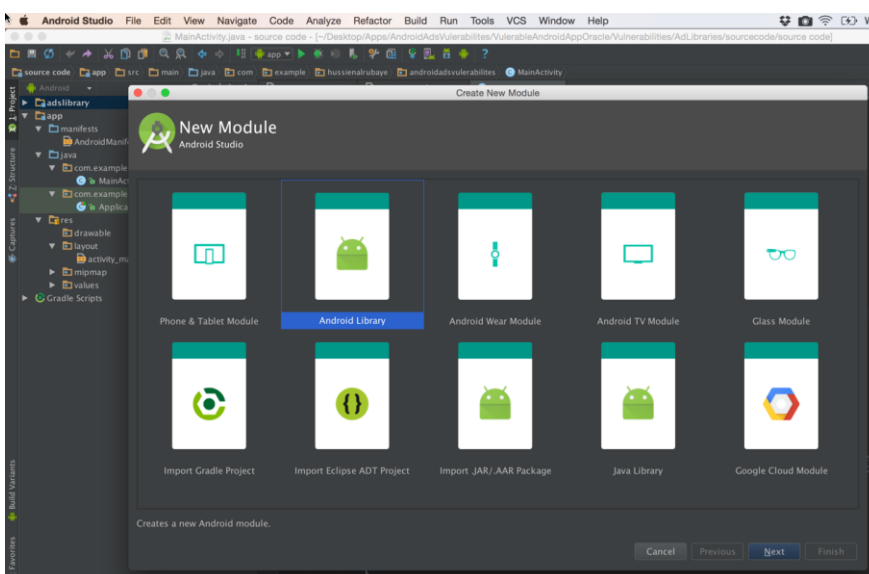 Android Studio File Edit View Navigate Code Analyze Refactor Build Run Tools VCS Window Help
MainActivity.java - source code - [~/Desktop/Apps/AndroidAdsVulerabilites/VulerableAndroidAppOracle/Vulnerabilities/AdLibraries/sourcecode/source code]
app
source code app src main java com example hussienalrubaye androidadsvulerabilites MainActivity
Android
Create New Module
1: Project
adslibrary
app
manifests
AndroidManif
java
com.example
MainAct
com.example
Applica
res
drawable
layout
activity_ma
mipmap
values
Gradle Scripts
Z: Structure
Captures
Build Variants
Favorites
New Module
Android Studio
Phone & Tablet Module
Android Library
Android Wear Module
Android TV Module
Glass Module
Import Gradle Project
Import Eclipse ADT Project
Import .JAR/.AAR Package
Java Library
Google Cloud Module
Creates a new Android module.
Cancel Previous Next Finish